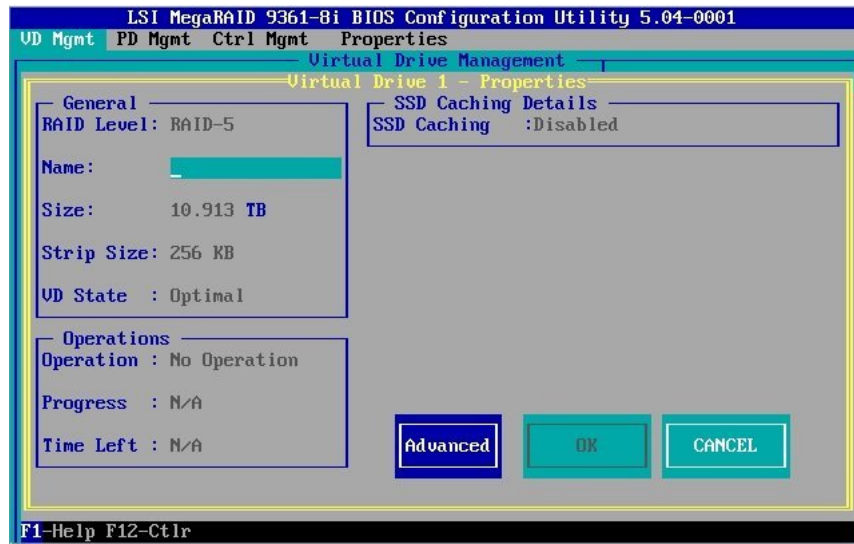 LSI MegaRAID 9361-8i BIOS Configuration Utility 5.04-0001
VD Mgmt PD Mgmt Ctrl Mgmt Properties
Virtual Drive Management
Virtual Drive 1 - Properties
General
RAID Level: RAID-5
Name:
Size: 10.913 TB
Strip Size: 256 KB
VD State : Optimal
SSD Caching Details
SSD Caching :Disabled
Operations
Operation : No Operation
Progress : N/A
Time Left : N/A
Advanced OK CANCEL
F1-Help F12-Ctlr